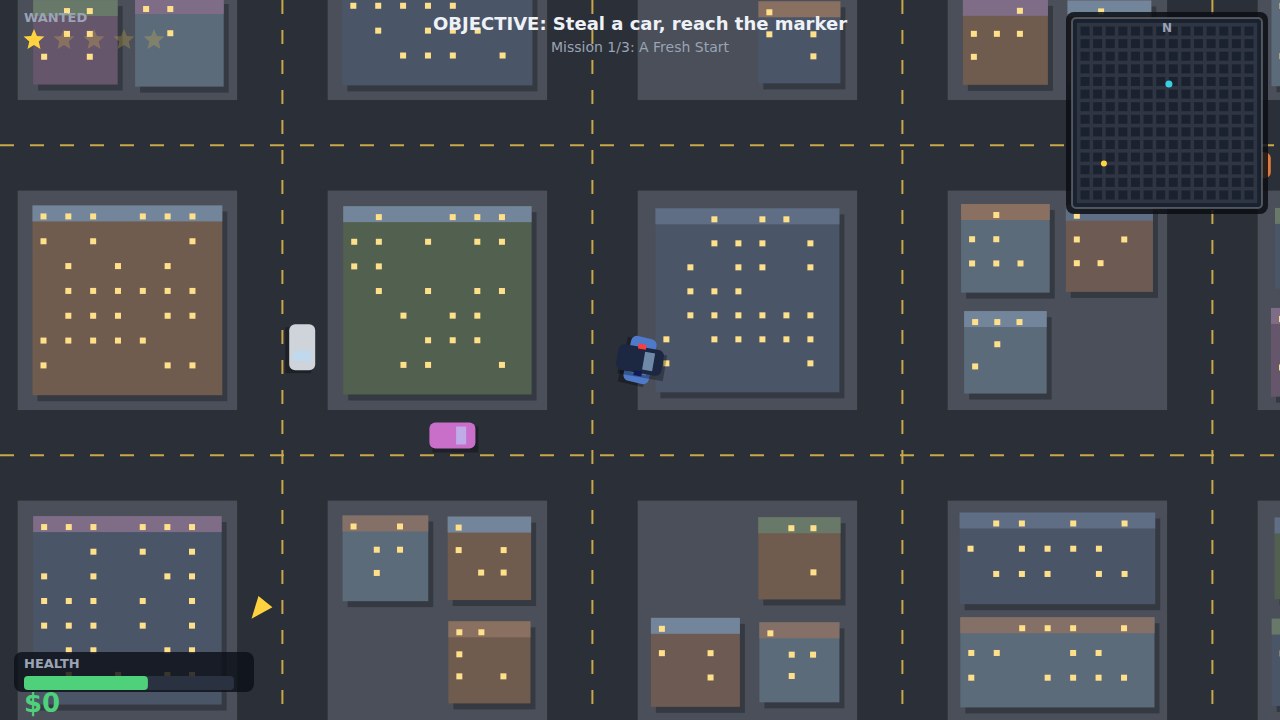 WANTED
OBJECTIVE: Steal a car, reach the marker
Mission 1/3: A Fresh Start
N
HEALTH
$0